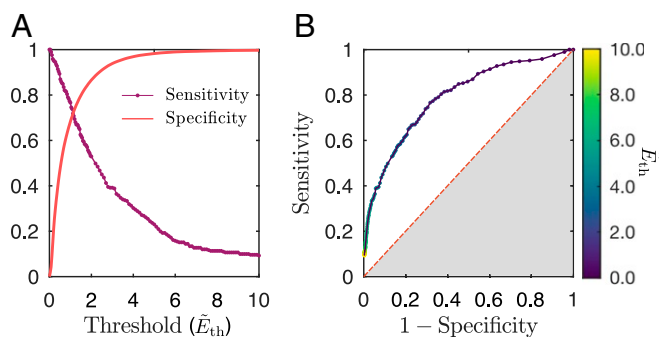 A
1
0.8
0.6
0.4
0.2
0
0 2 4 6 8 10
Threshold (Ẽth)
Sensitivity
Specificity
B
1
0.8
0.6
0.4
0.2
0
0 0.2 0.4 0.6 0.8 1
1 − Specificity
Sensitivity
10.0
8.0
6.0
4.0
2.0
0.0
Eth